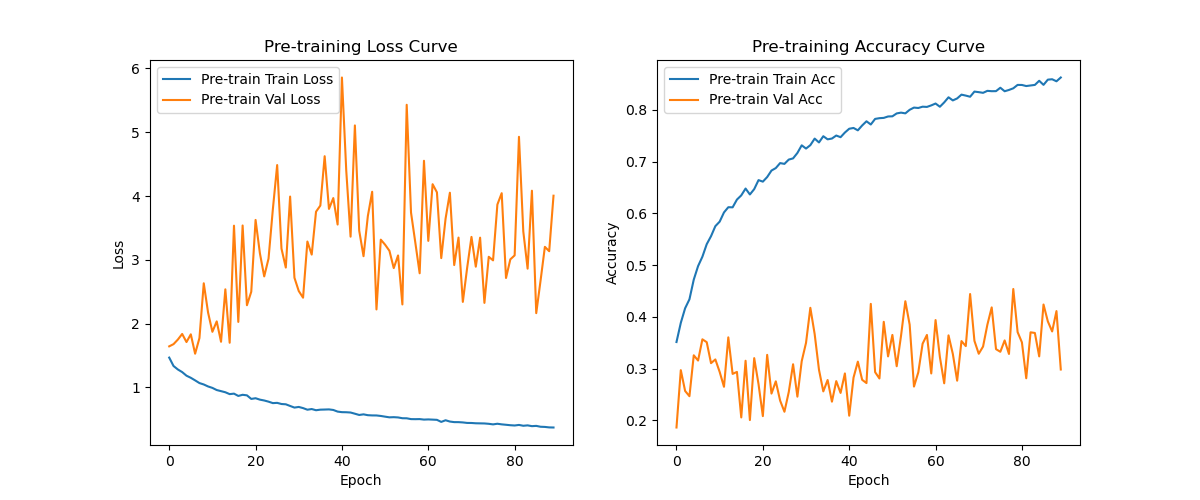 Pre-training Loss Curve
Pre-train Train Loss
Pre-train Val Loss
6
5
4
3
2
1
Loss
0
20
40
60
80
Epoch
Pre-training Accuracy Curve
Pre-train Train Acc
Pre-train Val Acc
0.8
0.7
0.6
0.5
0.4
0.3
0.2
Accuracy
0
20
40
60
80
Epoch